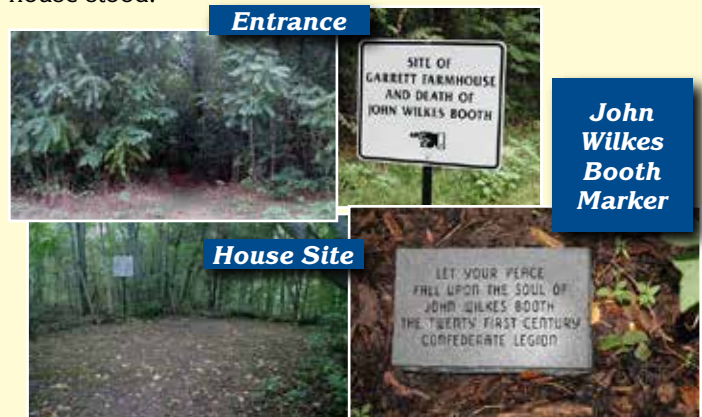 house stood.
Entrance
SITE OF
GARRETT FARMHOUSE
AND DEATH OF
JOHN WILKES BOOTH
John
Wilkes
Booth
Marker
House Site
LET YOUR PEACE
FALL UPON THE SOUL OF
JOHN WILKES BOOTH
THE TWENTY FIRST CENTURY
CONFEDERATE LEGION